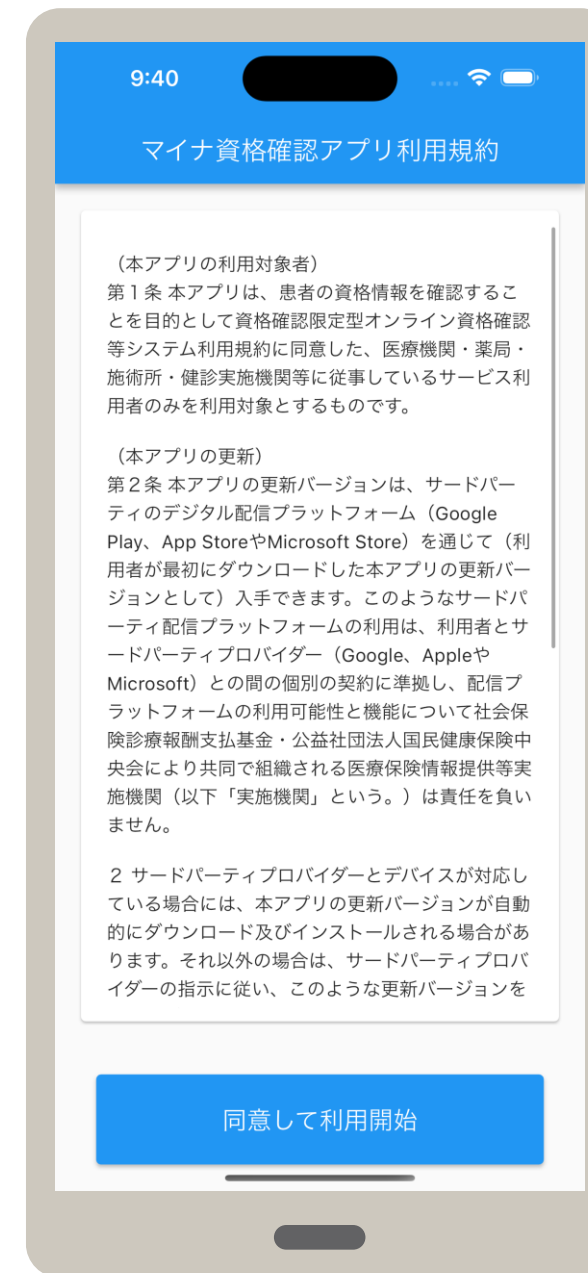 9:40
マイナ資格確認アプリ利用規約
（本アプリの利用対象者）
第１条 本アプリは、患者の資格情報を確認するこ
とを目的として資格確認限定型オンライン資格確認
等システム利用規約に同意した、医療機関・薬局・
施術所・健診実施機関等に従事しているサービス利
用者のみを利用対象とするものです。
（本アプリの更新）
第２条 本アプリの更新バージョンは、サードパー
ティのデジタル配信プラットフォーム（Google
Play、App StoreやMicrosoft Store）を通じて（利
用者が最初にダウンロードした本アプリの更新バー
ジョンとして）入手できます。このようなサードパ
ーティ配信プラットフォームの利用は、利用者とサ
ードパーティプロバイダー（Google、Appleや
Microsoft）との間の個別の契約に準拠し、配信プ
ラットフォームの利用可能性と機能について社会保
険診療報酬支払基金・公益社団法人国民健康保険中
央会により共同で組織される医療保険情報提供等実
施機関（以下「実施機関」という。）は責任を負い
ません。
２ サードパーティプロバイダーとデバイスが対応し
ている場合には、本アプリの更新バージョンが自動
的にダウンロード及びインストールされる場合があ
ります。それ以外の場合は、サードパーティプロバ
イダーの指示に従い、このような更新バージョンを
同意して利用開始